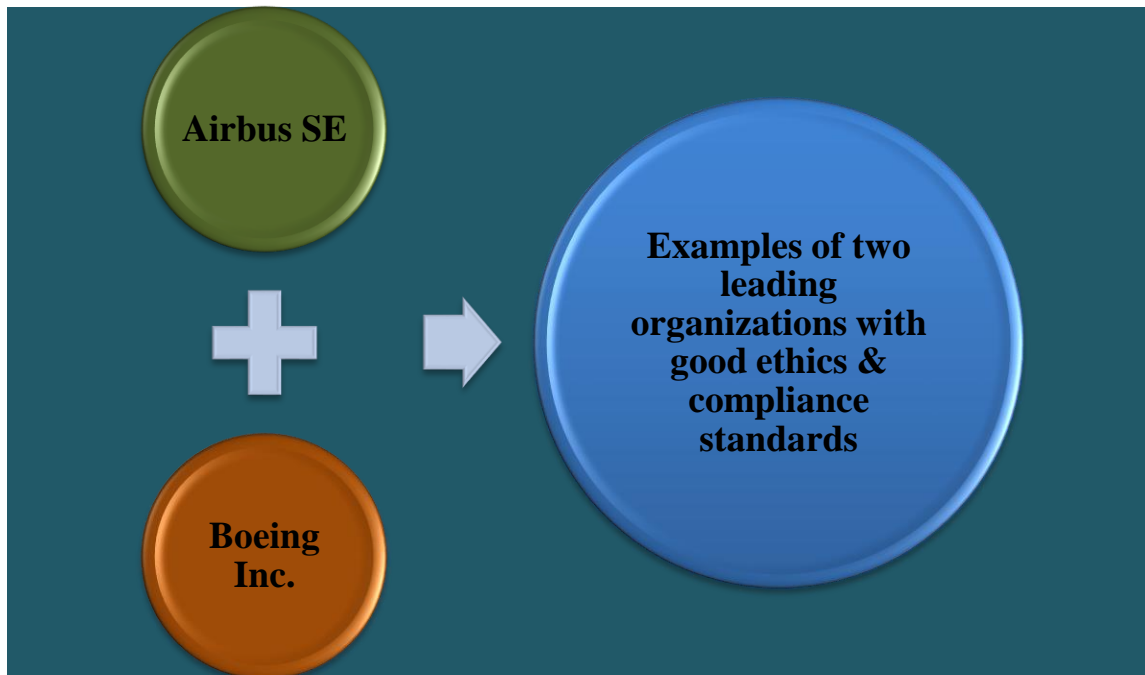 Airbus SE
Boeing
Inc.
Examples of two
leading
organizations with
good ethics &
compliance
standards